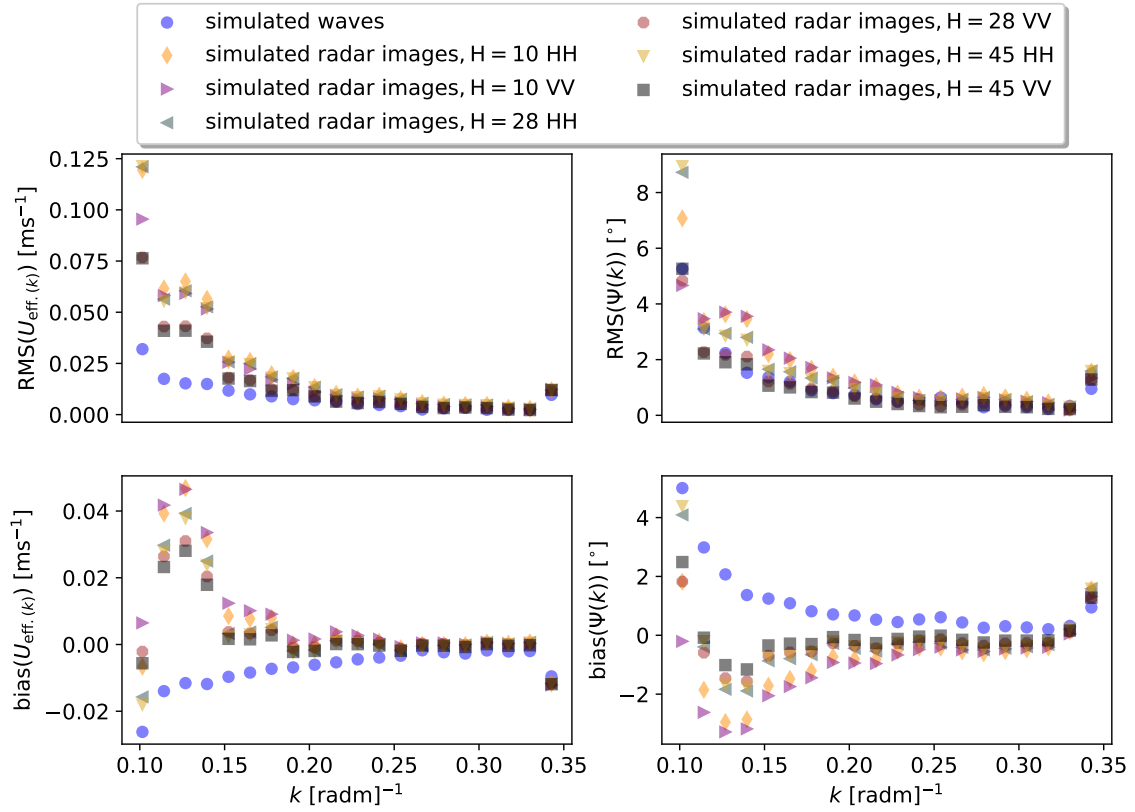 simulated waves
simulated radar images, H = 10 HH
simulated radar images, H = 10 VV
simulated radar images, H = 28 HH
simulated radar images, H = 28 VV
simulated radar images, H = 45 HH
simulated radar images, H = 45 VV
RMS(U_eff.(k)) [ms⁻¹]
0.125
0.100
0.075
0.050
0.025
0.000
RMS(Ψ(k)) [°]
8
6
4
2
0
bias(U_eff.(k)) [ms⁻¹]
0.04
0.02
0.00
−0.02
0.10 0.15 0.20 0.25 0.30 0.35
k [radm]⁻¹
bias(Ψ(k)) [°]
4
2
0
−2
0.10 0.15 0.20 0.25 0.30 0.35
k [radm]⁻¹